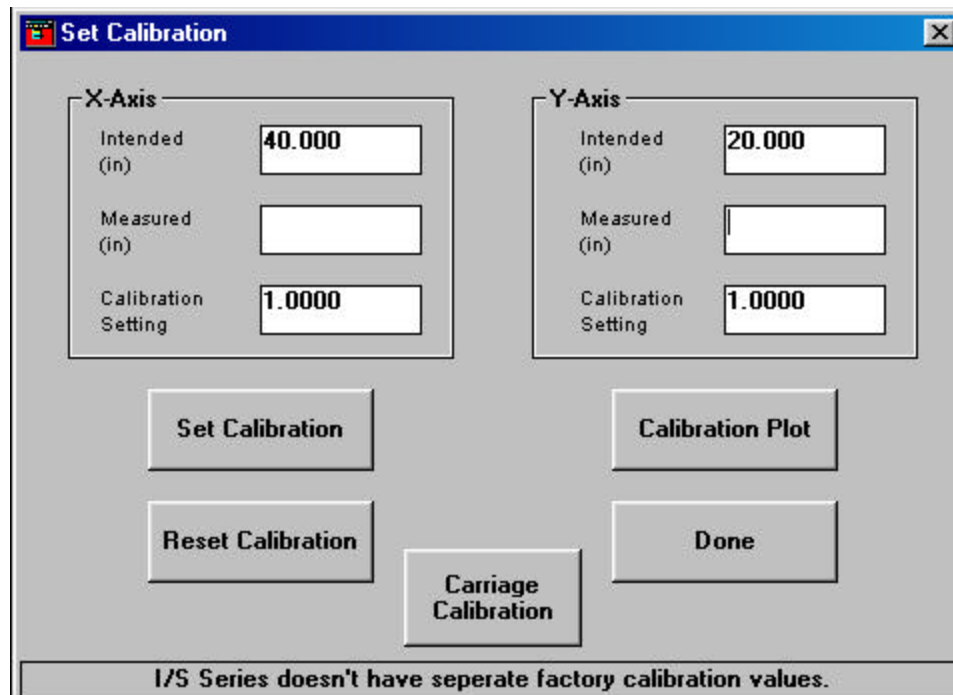 Set Calibration
X-Axis
Intended
(in)
40.000
Measured
(in)
Calibration
Setting
1.0000
Y-Axis
Intended
(in)
20.000
Measured
(in)
Calibration
Setting
1.0000
Set Calibration
Calibration Plot
Reset Calibration
Done
Carriage
Calibration
I/S Series doesn't have seperate factory calibration values.